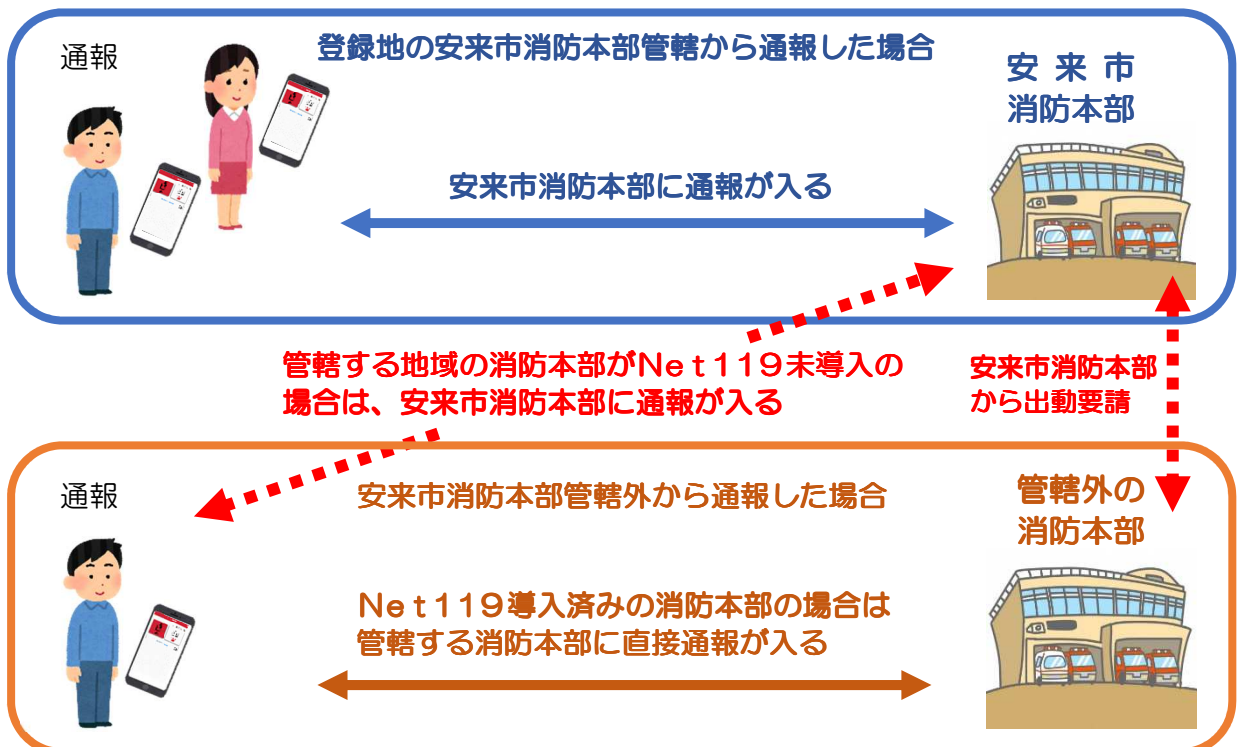 通報
登録地の安来市消防本部管轄から通報した場合
安来市
消防本部
安来市消防本部に通報が入る
管轄する地域の消防本部がNet119未導入の
場合は、安来市消防本部に通報が入る
安来市消防本部
から出動要請
通報
安来市消防本部管轄外から通報した場合
管轄外の
消防本部
Net119導入済みの消防本部の場合は
管轄する消防本部に直接通報が入る